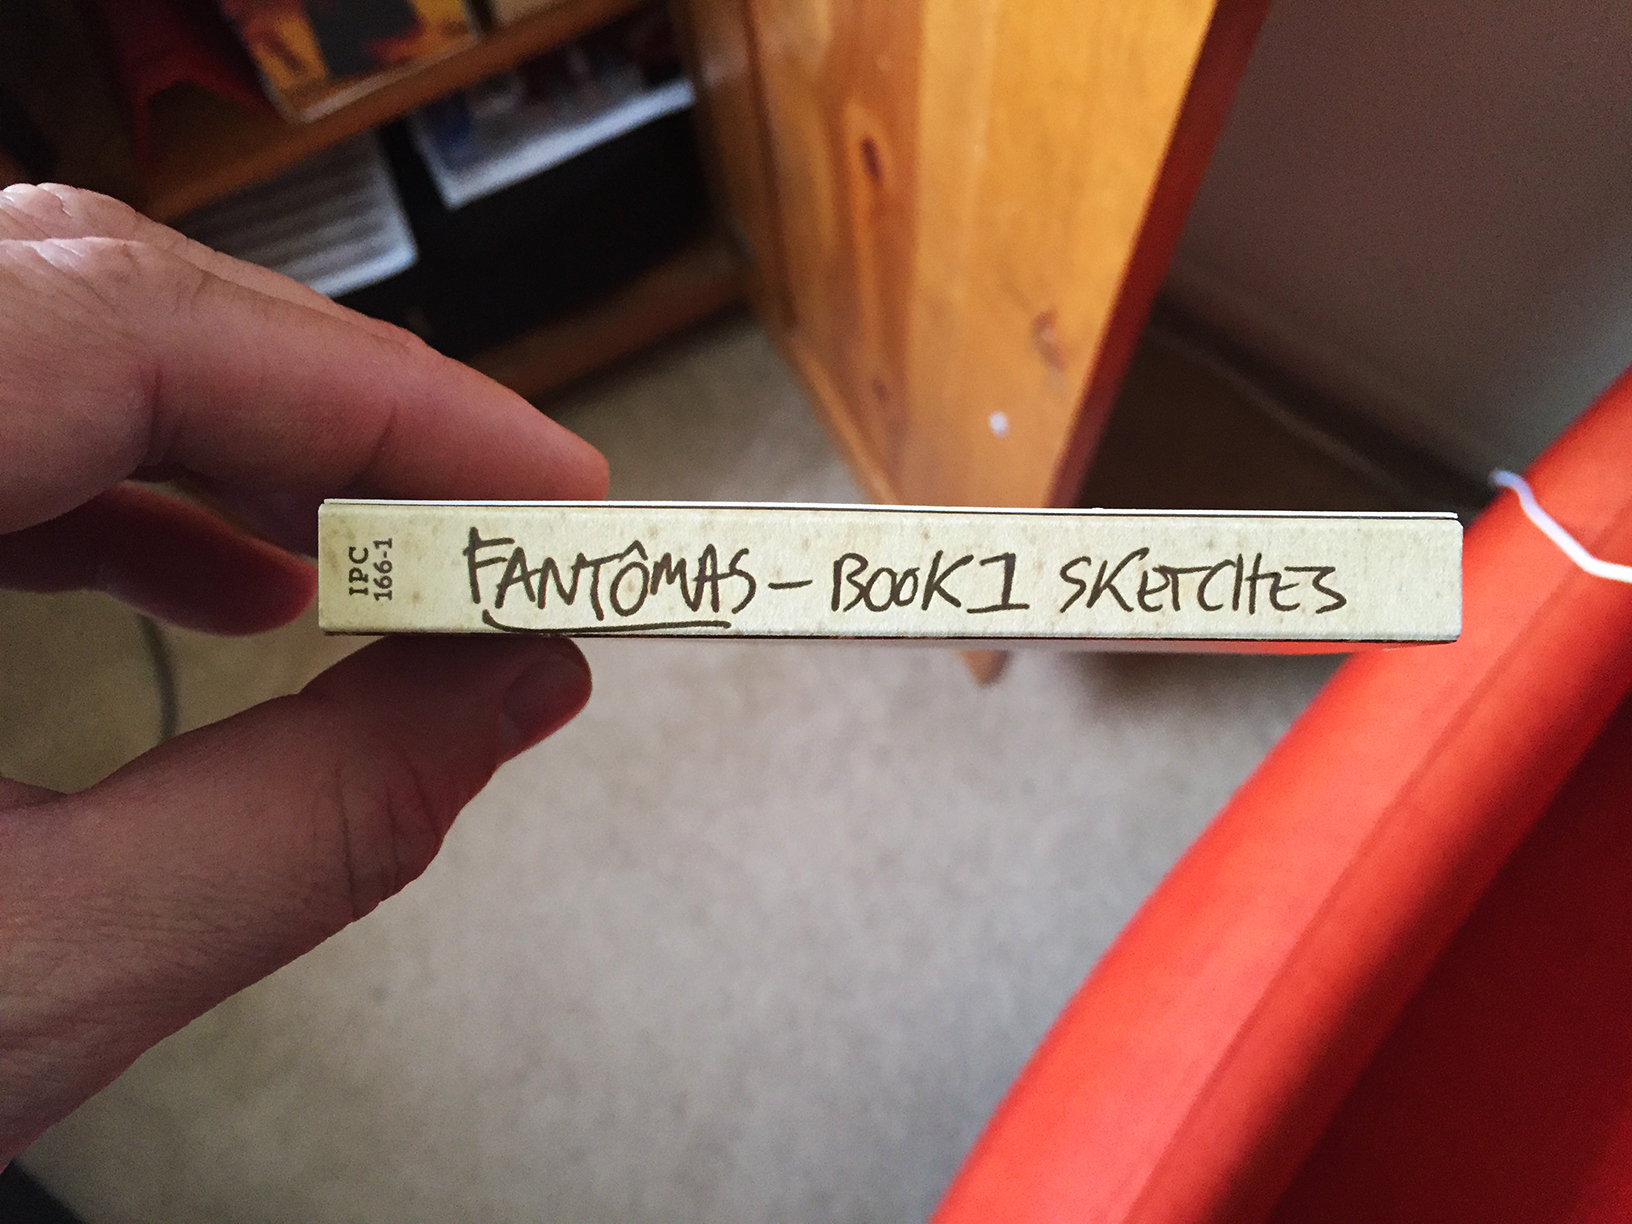 IPC
166-1
FANTÔMAS – BOOK 1 SKETCHES